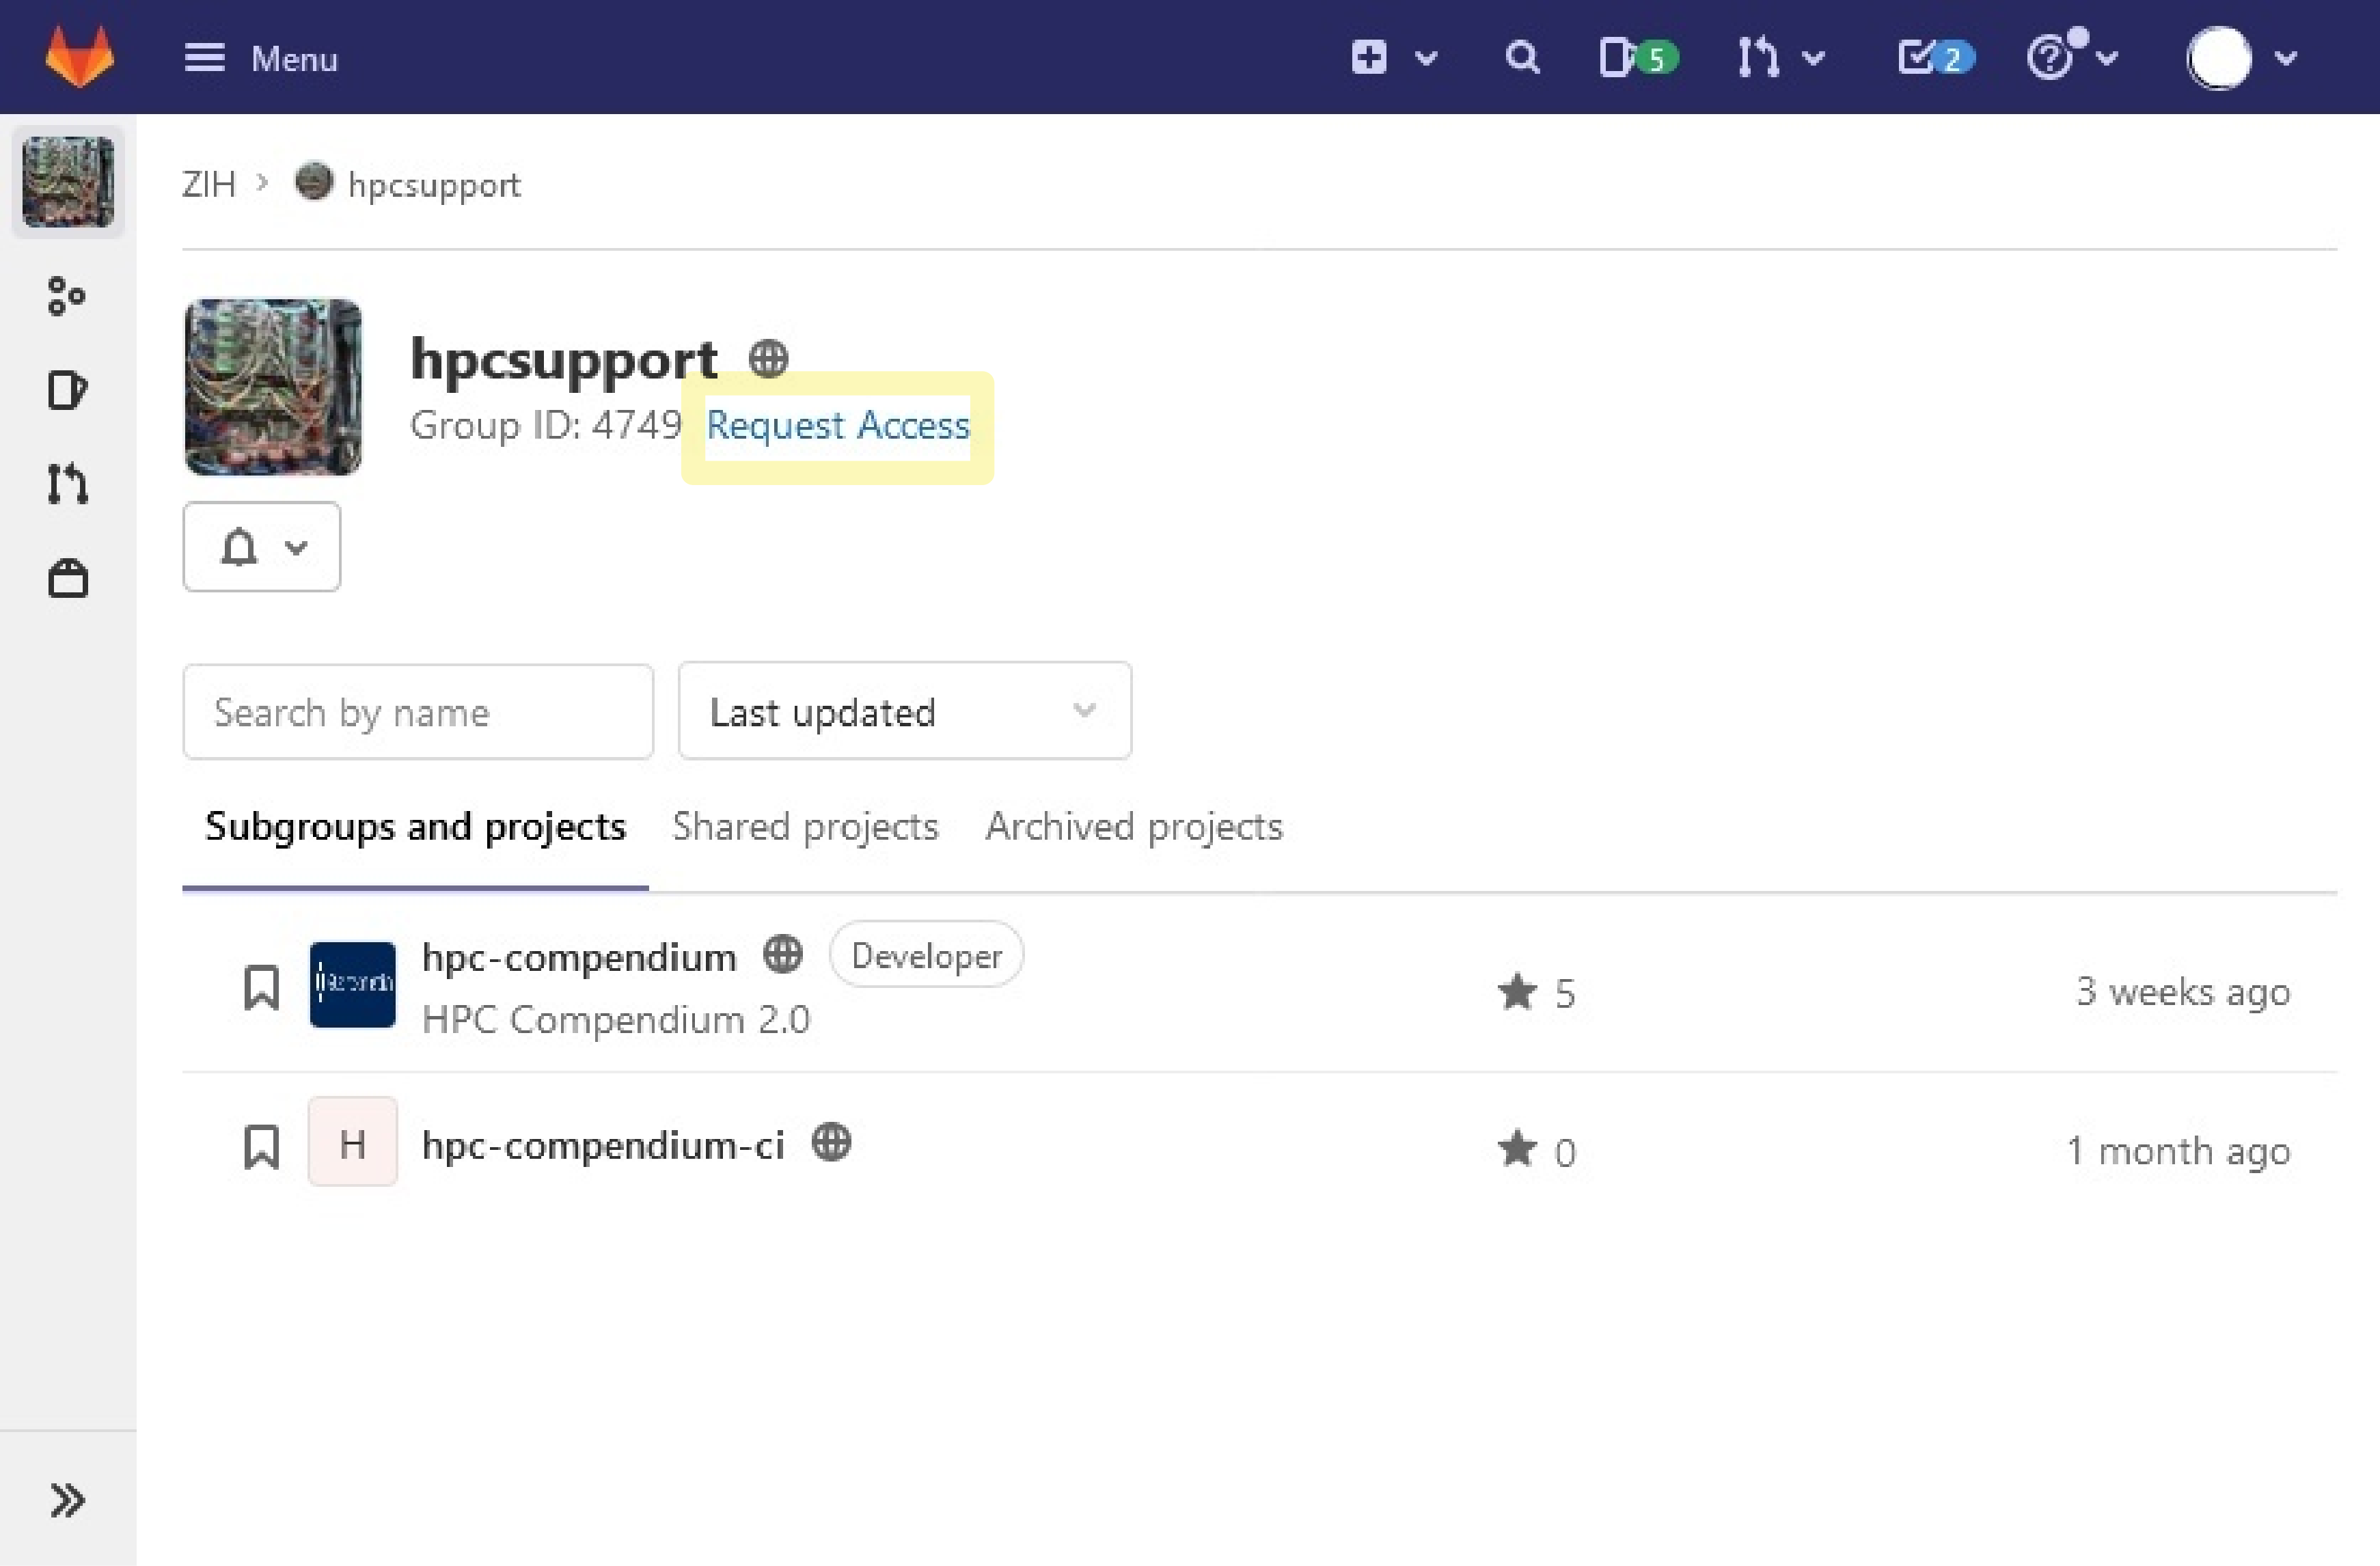 Menu
5
2
ZIH
hpcsupport
hpcsupport
Group ID: 4749 Request Access
Search by name
Last updated
Subgroups and projects Shared projects Archived projects
hpc-compendium Developer
HPC Compendium 2.0
5
3 weeks ago
H hpc-compendium-ci
0
1 month ago